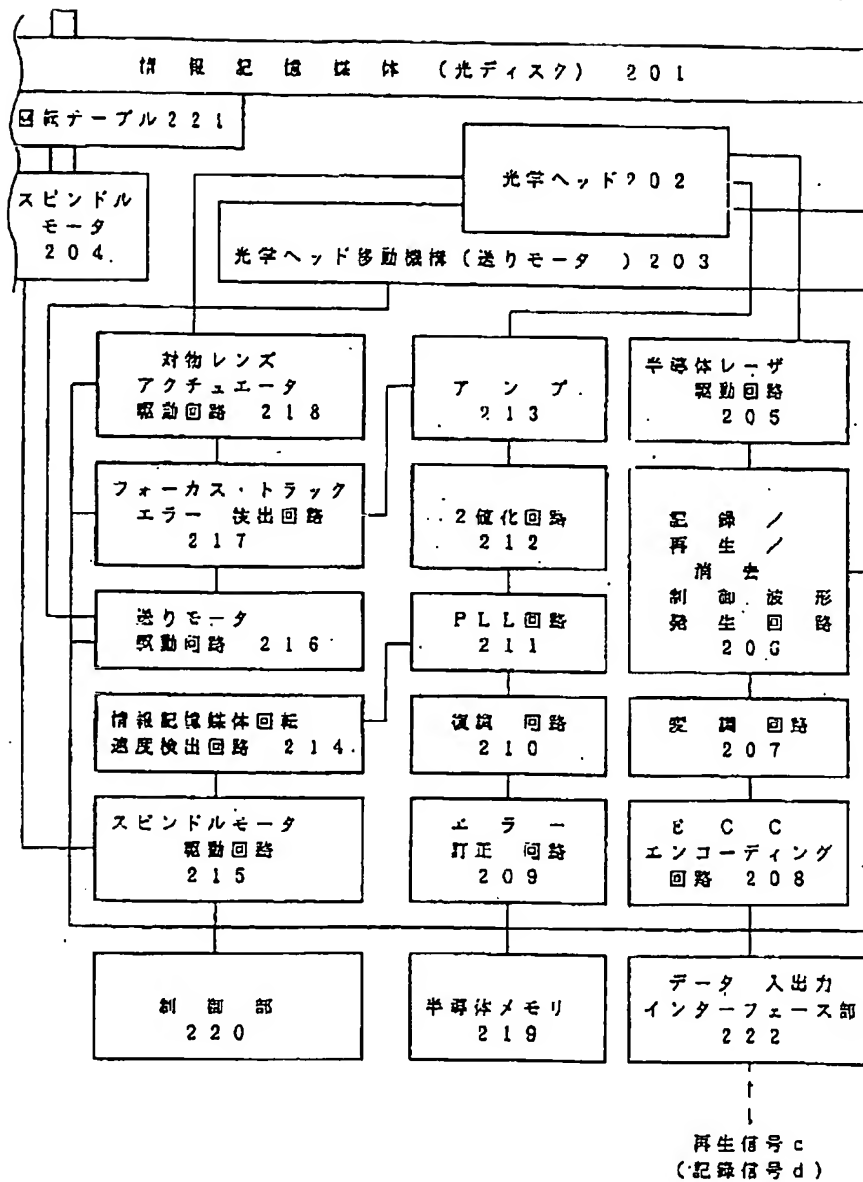 情報記憶媒体 (光ディスク) 201
回転テーブル221
光学ヘッド202
スピンドル
モータ
204.
光学ヘッド移動機構(送りモータ )203
対物レンズ
アクチュエータ
駆動回路 218
アンプ
213
半導体レーザ
駆動回路
205
フォーカス・トラック
エラー 検出回路
217
2値化回路
212
記録/
再生/
消去
制御波形
発生回路
206
送りモータ
駆動回路 216
PLL回路
211
情報記憶媒体回転
速度検出回路 214.
復調 回路
210
変調 回路
207
スピンドルモータ
駆動回路
215
エラー
訂正 回路
209
ECC
エンコーディング
回路 208
制御部
220
半導体メモリ
219
データ 入出力
インターフェース部
222
再生信号c
(記録信号d)